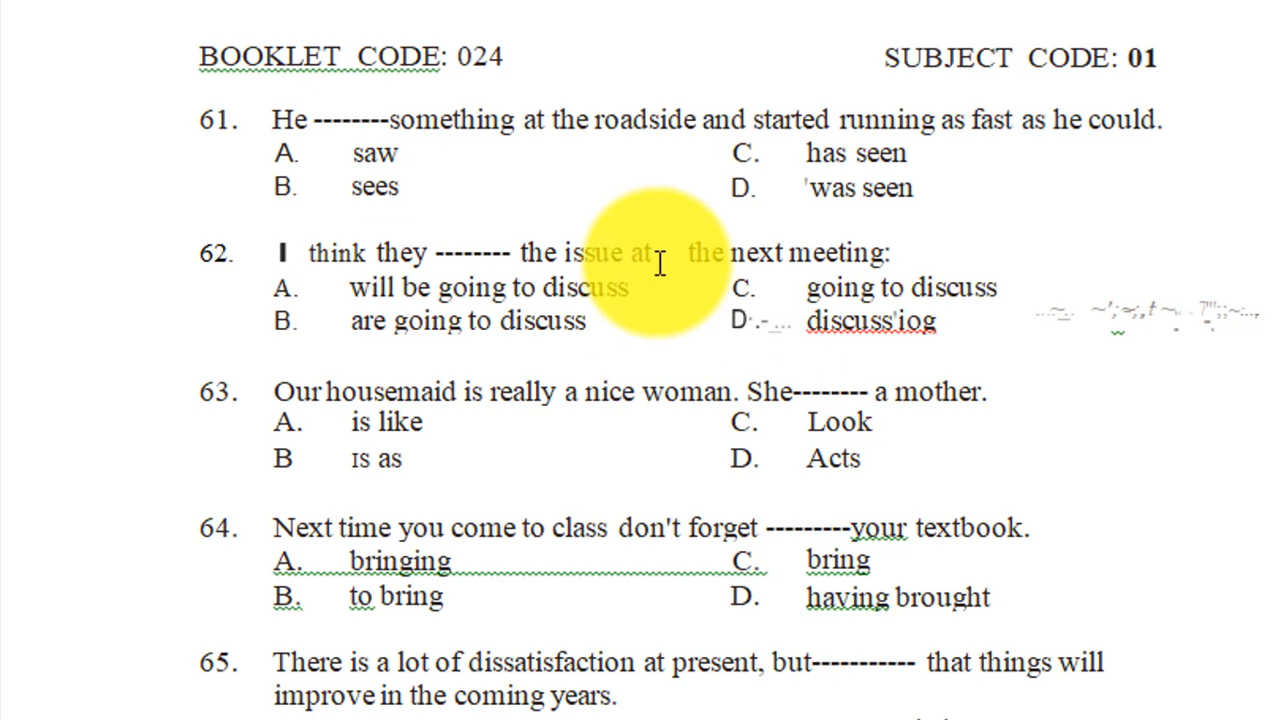 BOOKLET CODE: 024 SUBJECT CODE: 01
61. He --------something at the roadside and started running as fast as he could.
A. saw C. has seen
B. sees D. 'was seen
62. I think they -------- the issue at the next meeting:
A. will be going to discuss C. going to discuss
B. are going to discuss D discuss'iog
63. Our housemaid is really a nice woman. She-------- a mother.
A. is like C. Look
B ıs as D. Acts
64. Next time you come to class don't forget ---------your textbook.
A. bringing C. bring
B. to bring D. having brought
65. There is a lot of dissatisfaction at present, but----------- that things will
improve in the coming years.